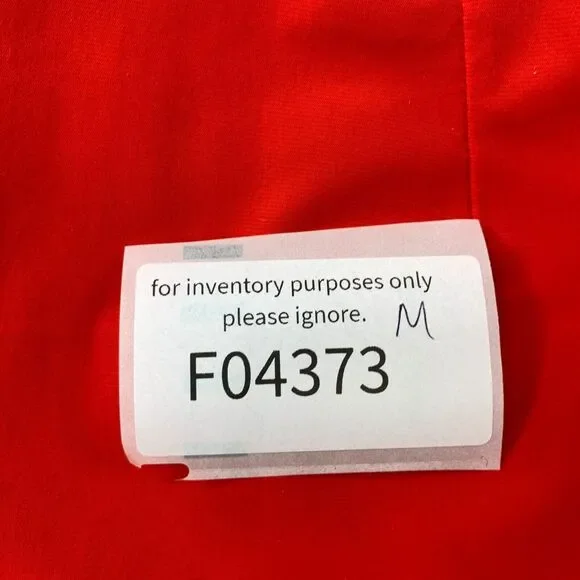 for inventory purposes only
please ignore. M
F04373